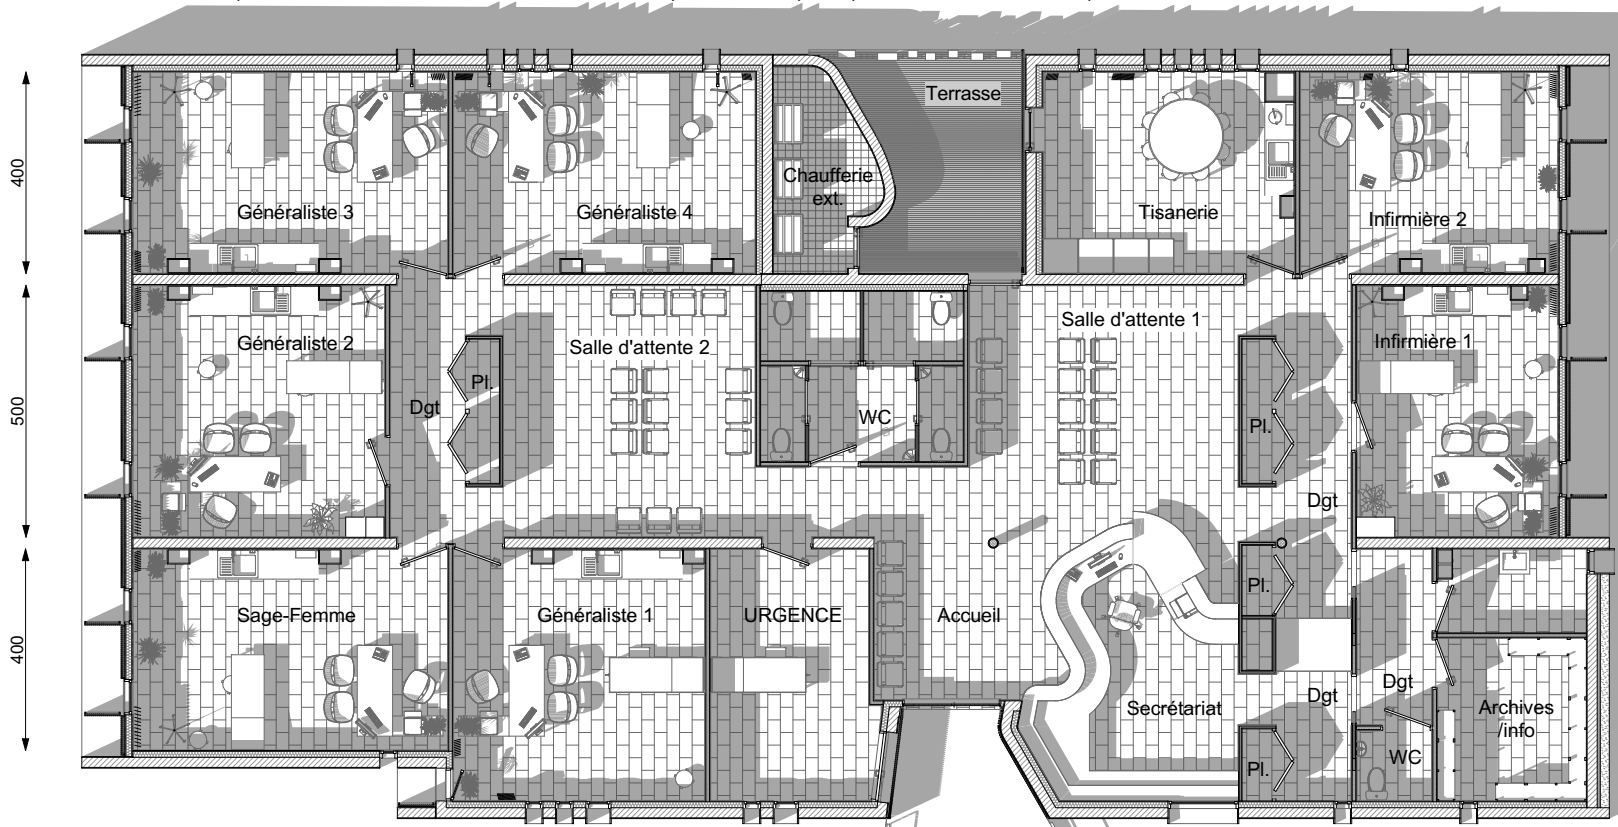 Terrasse
400
Chaufferie
ext.
Généraliste 3
Généraliste 4
Tisanerie
Infirmière 2
Salle d'attente 1
Généraliste 2
Salle d'attente 2
Infirmière 1
Pl.
Dgt
500
WC
Pl.
Dgt
Pl.
Sage-Femme
Généraliste 1
URGENCE
Accueil
400
Dgt
Dgt
Secrétariat
Archives
/info
WC
Pl.